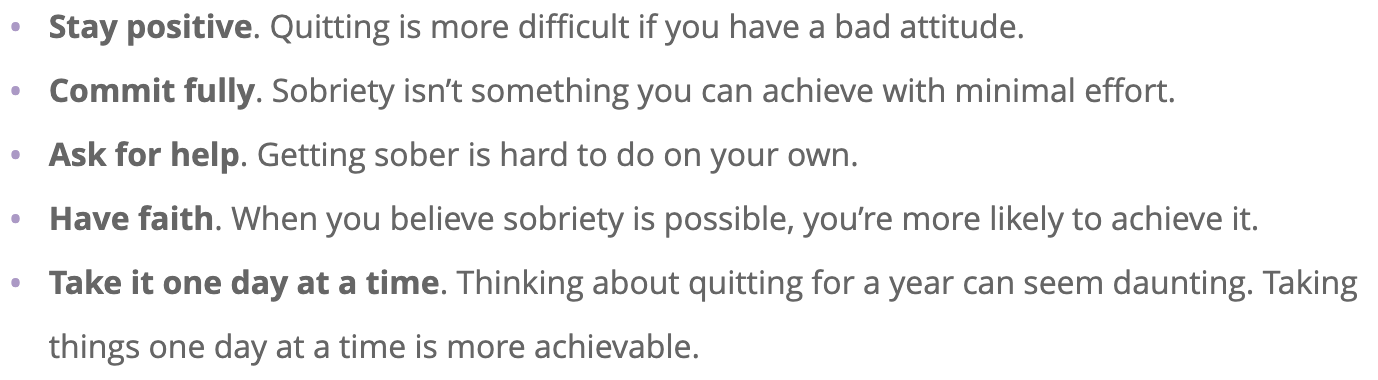 • Stay positive. Quitting is more difficult if you have a bad attitude.
• Commit fully. Sobriety isn’t something you can achieve with minimal effort.
• Ask for help. Getting sober is hard to do on your own.
• Have faith. When you believe sobriety is possible, you’re more likely to achieve it.
• Take it one day at a time. Thinking about quitting for a year can seem daunting. Taking
things one day at a time is more achievable.